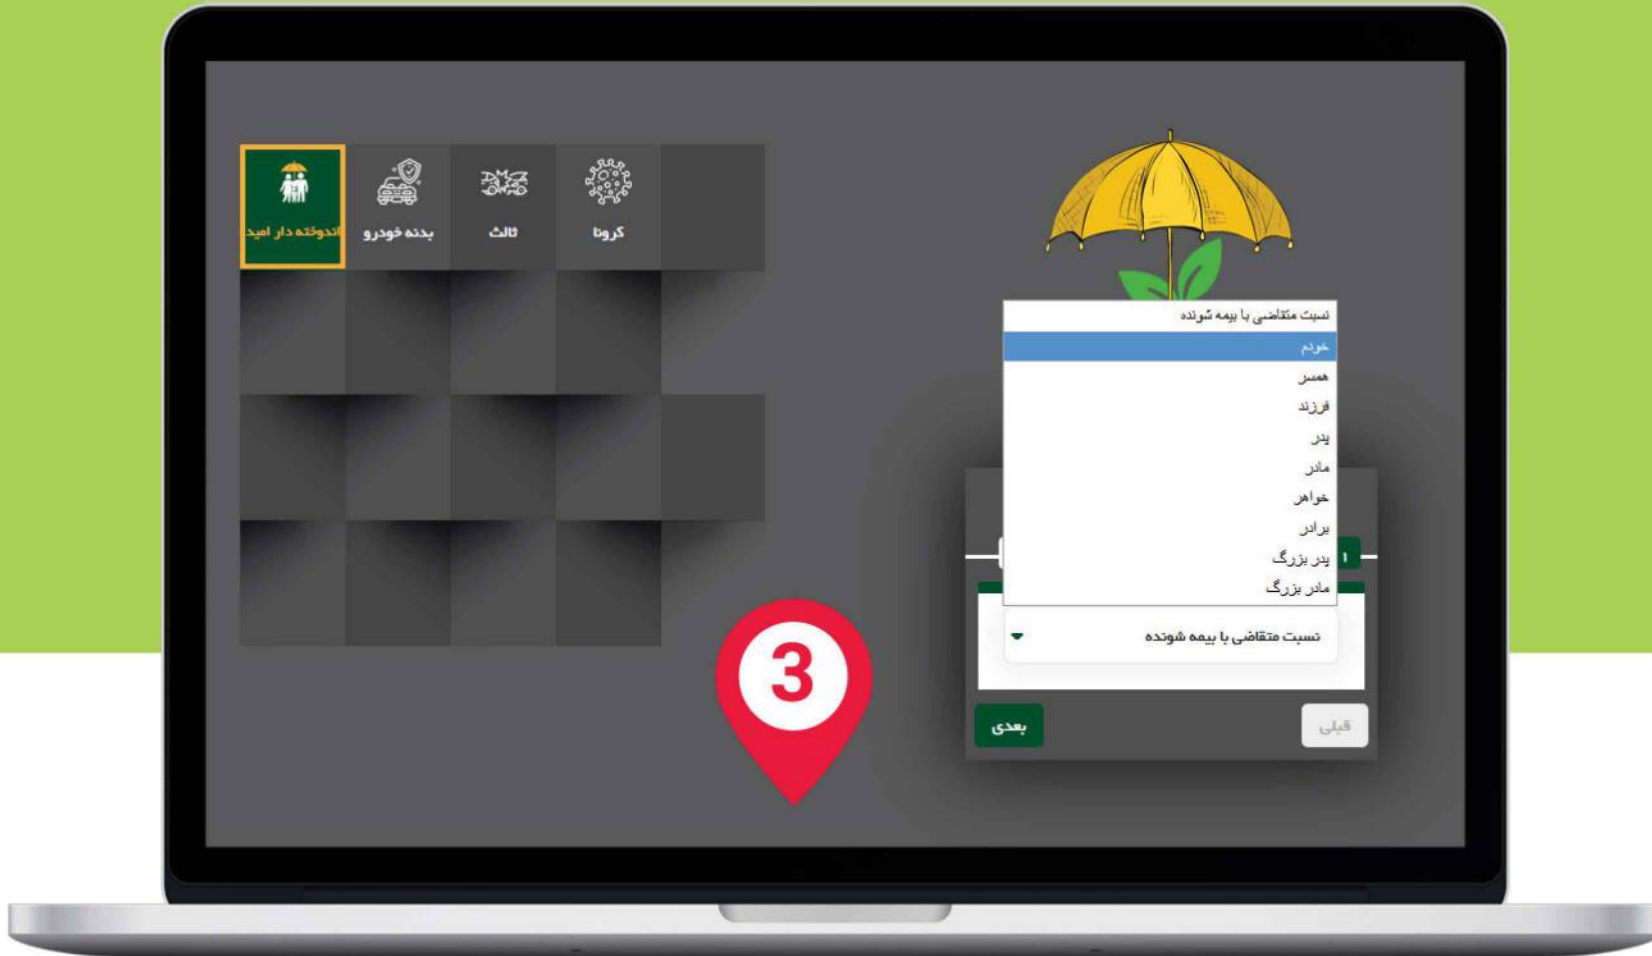 کرونا
ثالث
بدنه خودرو
اندوخته دار امید
نسبت متقاضی با بیمه شونده
خودم
همسر
فرزند
پدر
مادر
خواهر
برادر
پدر بزرگ
مادر بزرگ
۱
نسبت متقاضی با بیمه شونده
قبلی
بعدی
3